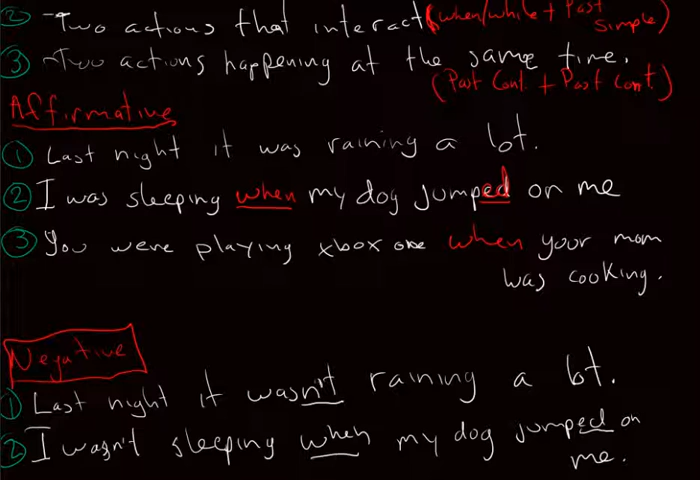 ② - Two actions that interact (when/while + Past Simple)
③ - Two actions happening at the same time.
(Past Cont. + Past Cont.)
Affirmative
① Last night it was raining a lot.
② I was sleeping when my dog jumped on me
③ You were playing xbox one when your mom
was cooking.
Negative
① Last night it wasn't raining a lot.
② I wasn't sleeping when my dog jumped on
me.